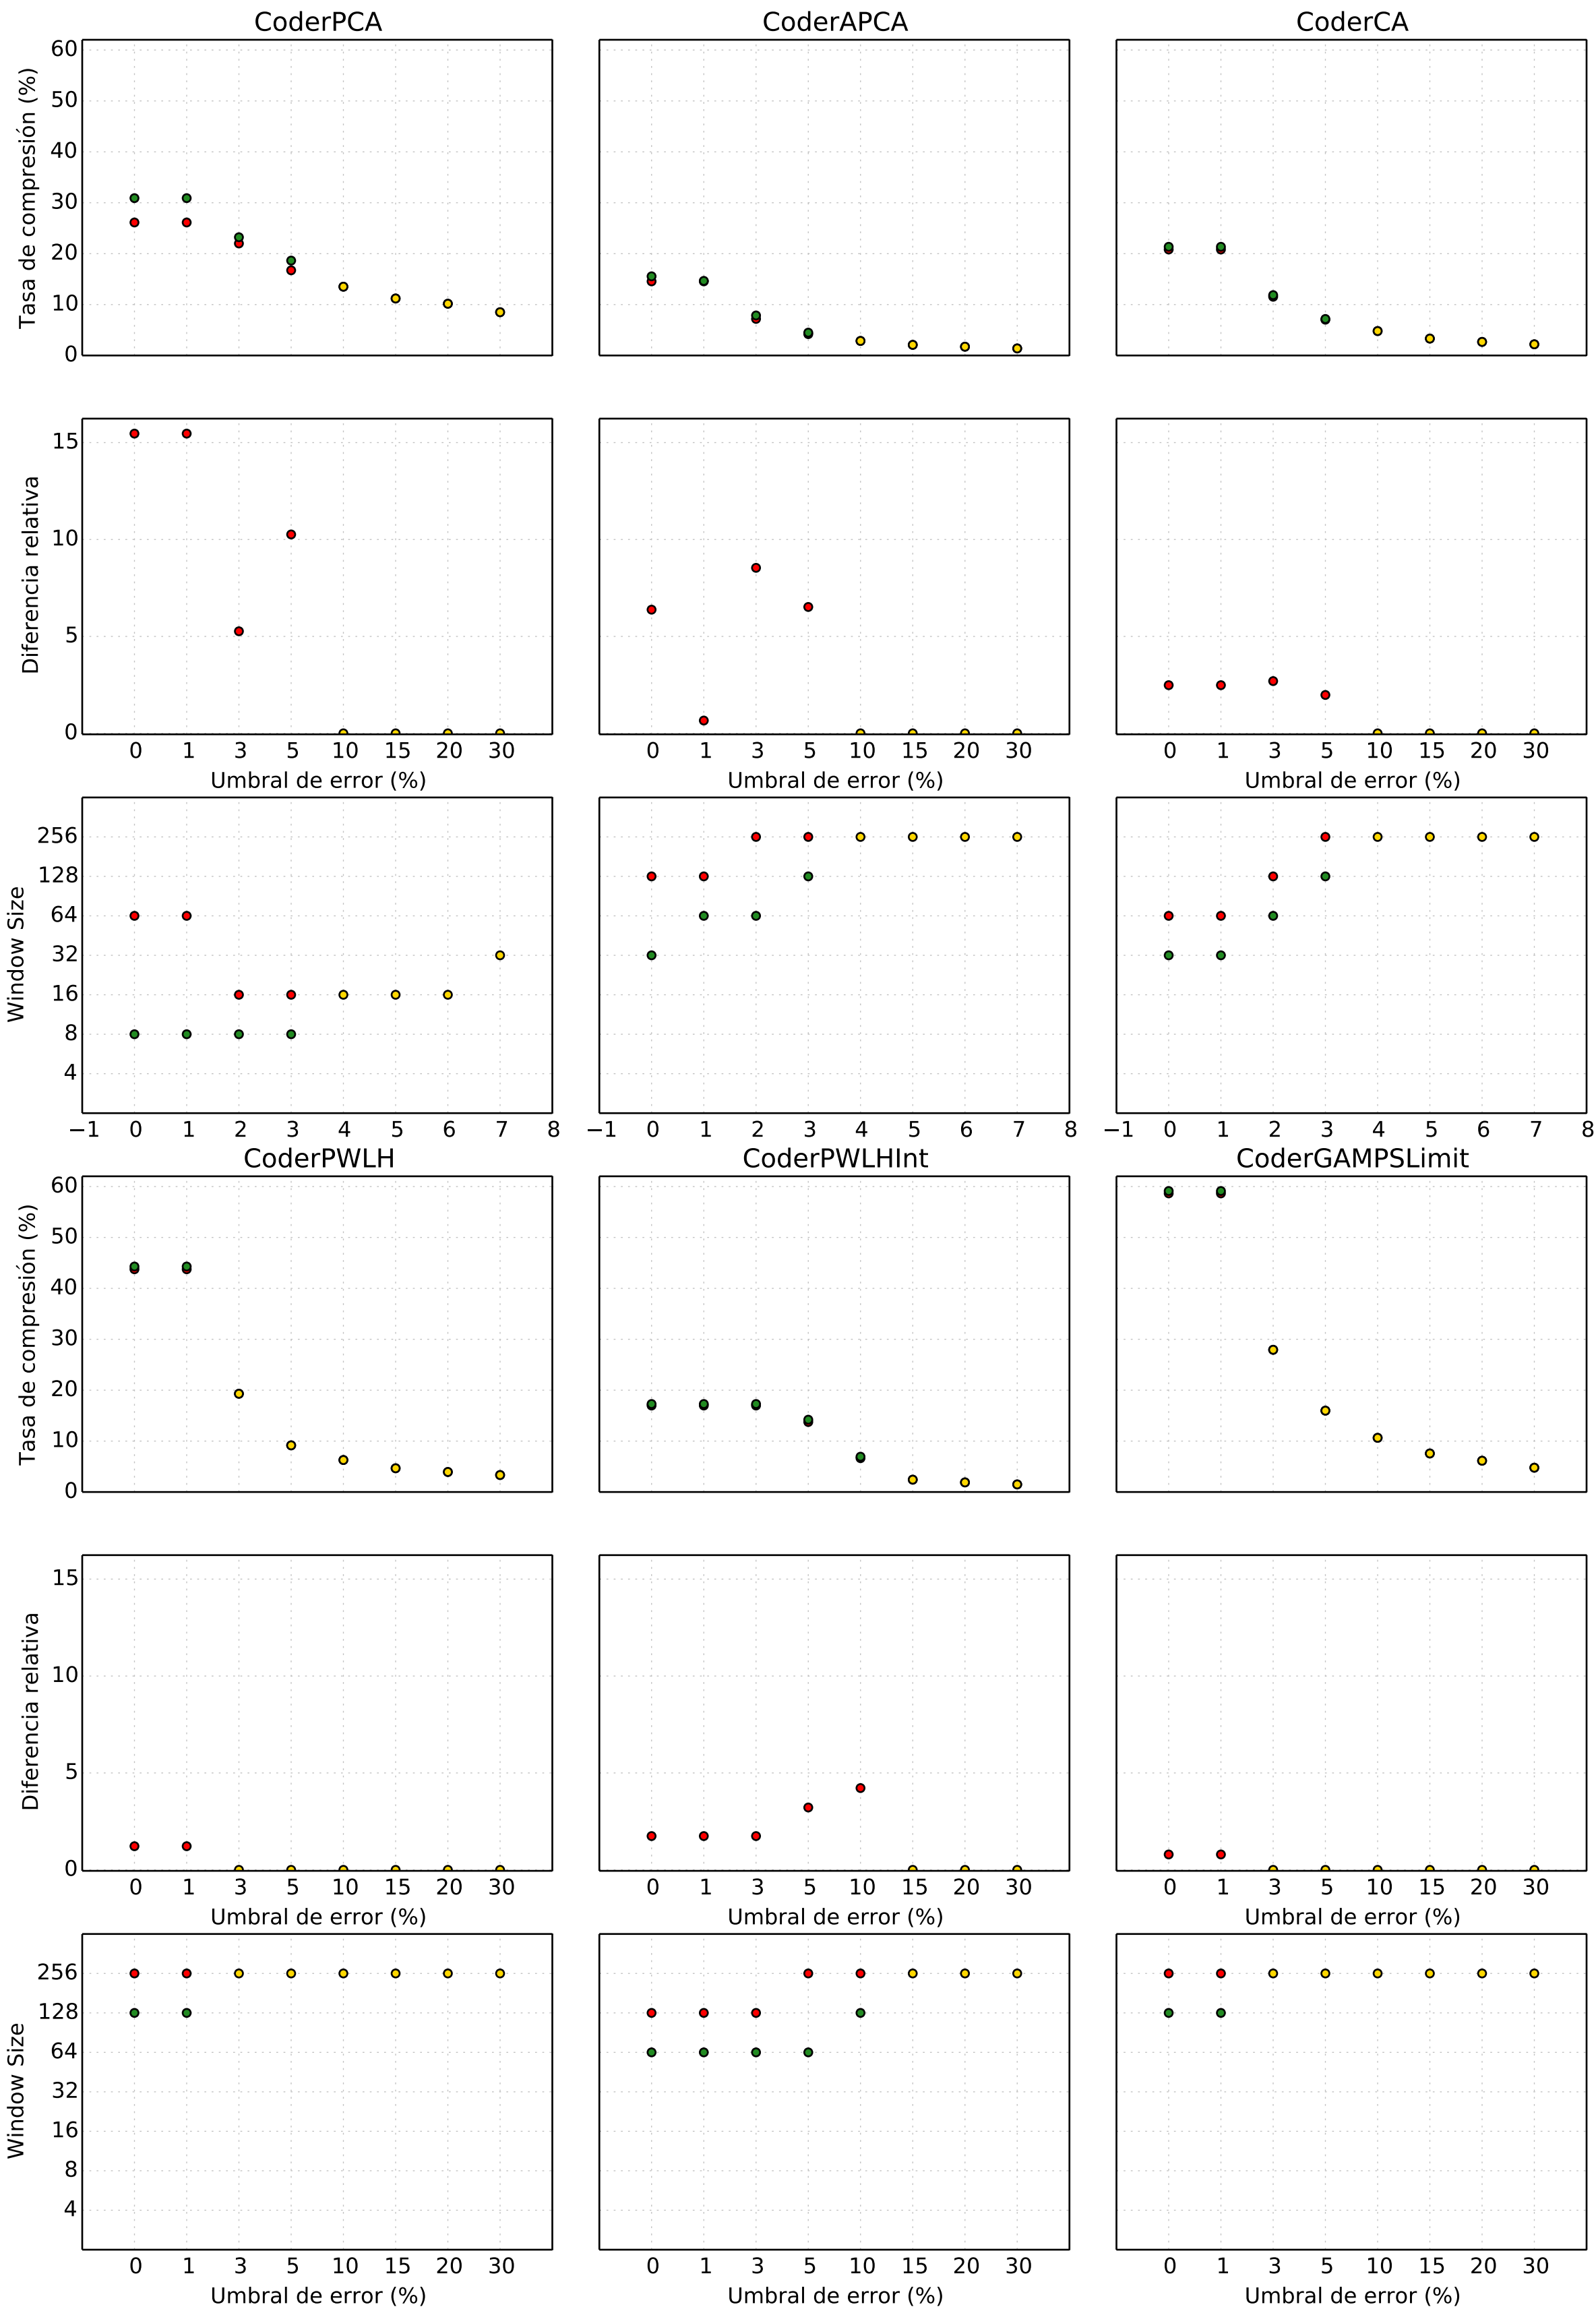 CoderPCA CoderAPCA CoderCA
60
50
40
30
20
10
0
Tasa de compresión (%)
15
10
5
0
Diferencia relativa
0 1 3 5 10 15 20 30 0 1 3 5 10 15 20 30 0 1 3 5 10 15 20 30
Umbral de error (%) Umbral de error (%) Umbral de error (%)
256
128
64
32
16
8
4
Window Size
−1 0 1 2 3 4 5 6 7 8 −1 0 1 2 3 4 5 6 7 8 −1 0 1 2 3 4 5 6 7 8
CoderPWLH CoderPWLHInt CoderGAMPSLimit
60
50
40
30
20
10
0
Tasa de compresión (%)
15
10
5
0
Diferencia relativa
0 1 3 5 10 15 20 30 0 1 3 5 10 15 20 30 0 1 3 5 10 15 20 30
Umbral de error (%) Umbral de error (%) Umbral de error (%)
256
128
64
32
16
8
4
Window Size
0 1 3 5 10 15 20 30 0 1 3 5 10 15 20 30 0 1 3 5 10 15 20 30
Umbral de error (%) Umbral de error (%) Umbral de error (%)